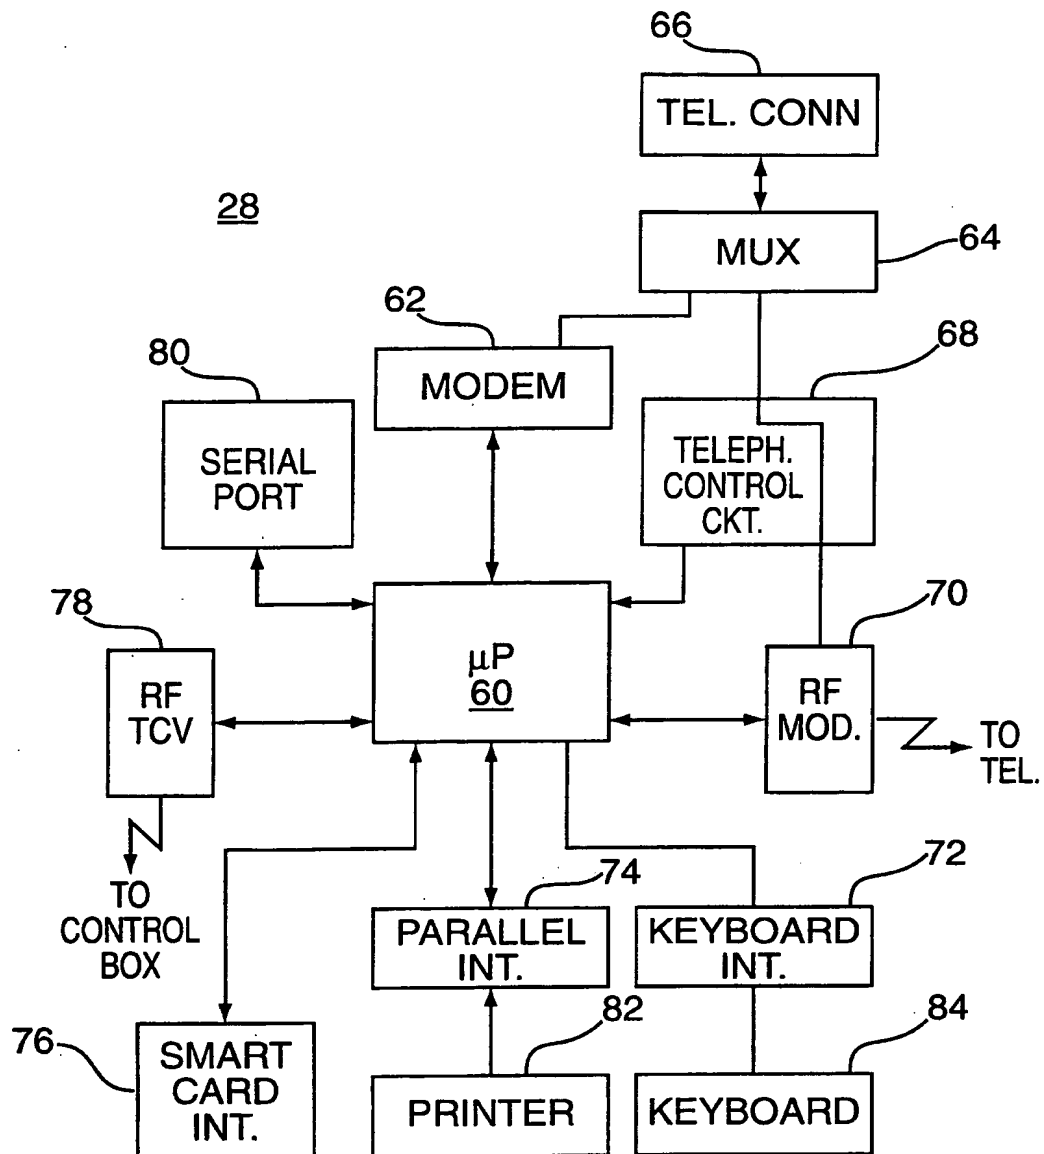 66
TEL. CONN
28
MUX
64
62
MODEM
68
80
SERIAL
PORT
TELEPH.
CONTROL
CKT.
78
RF
TCV
μP
60
70
RF
MOD.
TO
TEL.
TO
CONTROL
BOX
74
PARALLEL
INT.
72
KEYBOARD
INT.
76
SMART
CARD
INT.
82
PRINTER
84
KEYBOARD